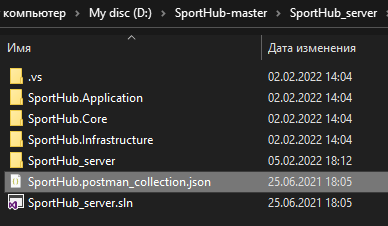 компьютер > My disc (D:) > SportHub-master > SportHub_server >
Имя Дата изменения
.vs 02.02.2022 14:04
SportHub.Application 02.02.2022 14:04
SportHub.Core 02.02.2022 14:04
SportHub.Infrastructure 02.02.2022 14:04
SportHub_server 05.02.2022 18:12
SportHub.postman_collection.json 25.06.2021 18:05
SportHub_server.sln 25.06.2021 18:05